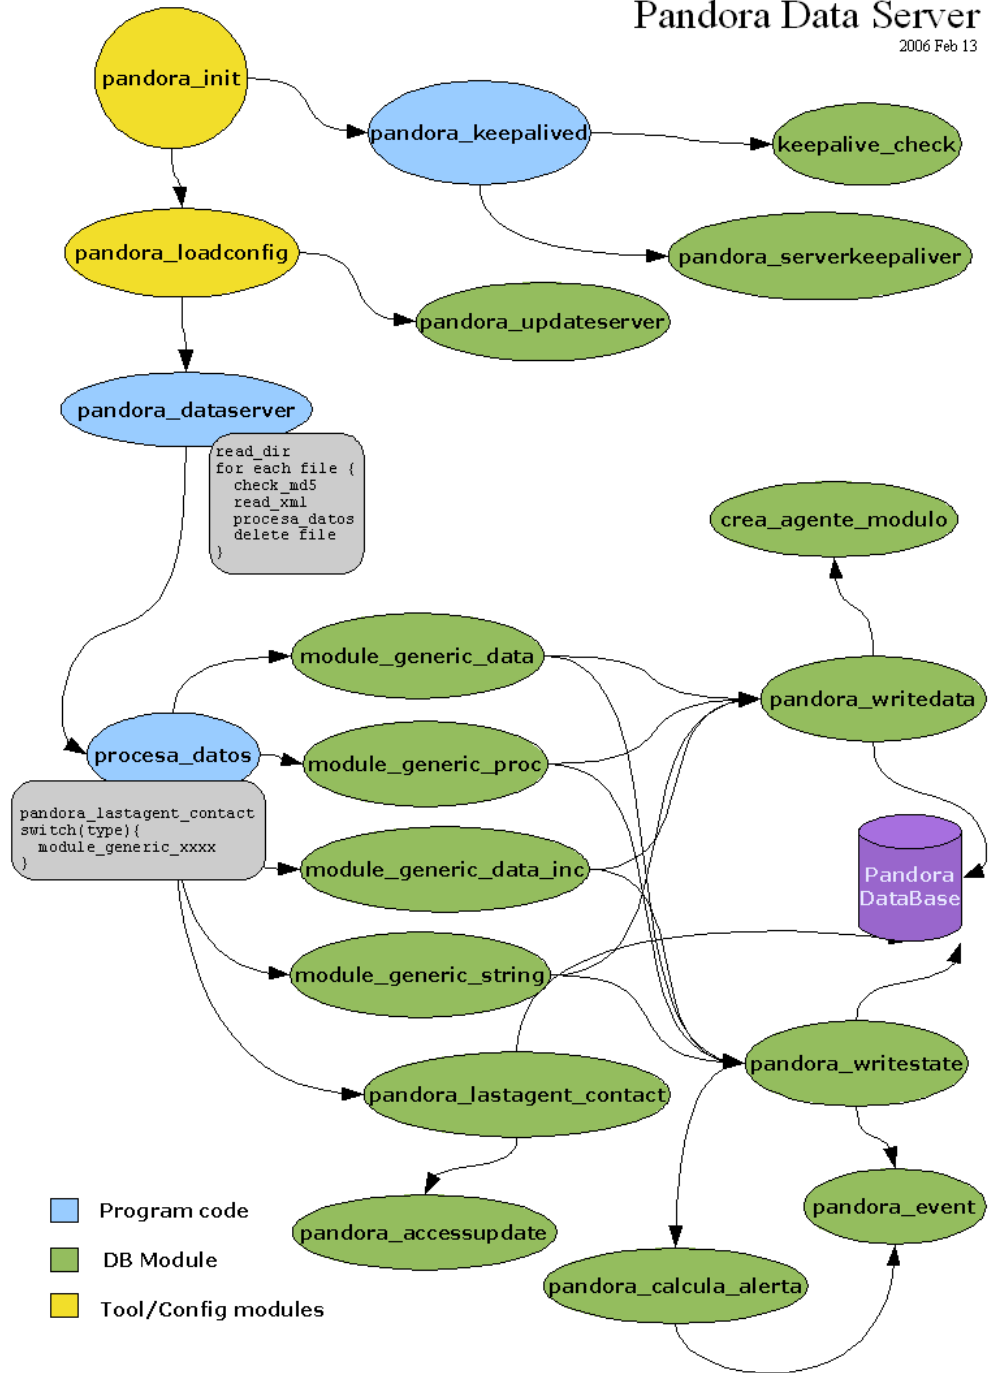 Pandora Data Server
2006 Feb 13
pandora_init
pandora_keepalived
keepalive_check
pandora_loadconfig
pandora_serverkeepaliver
pandora_updateserver
pandora_dataserver
read_dir
for each file {
check_md5
read_xml
procesa_datos
delete file
}
crea_agente_modulo
module_generic_data
pandora_writedata
procesa_datos
module_generic_proc
pandora_lastagent_contact
switch(type){
module_generic_xxxx
}
module_generic_data_inc
Pandora
DataBase
module_generic_string
pandora_writestate
pandora_lastagent_contact
pandora_event
pandora_accessupdate
pandora_calcula_alerta
Program code
DB Module
Tool/Config modules